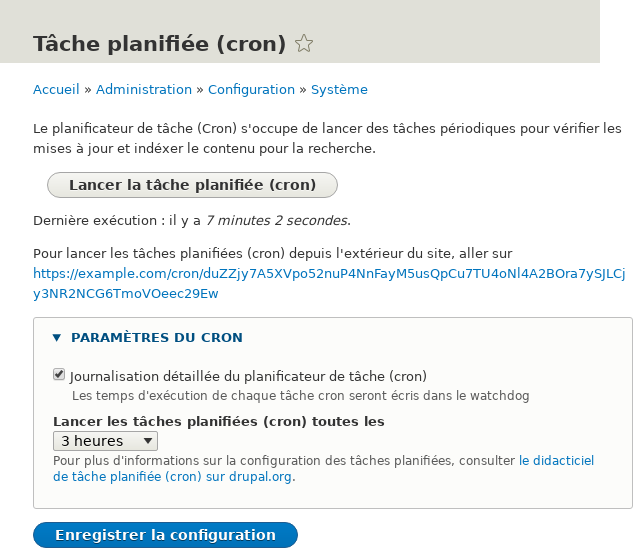 Tâche planifiée (cron)
Accueil » Administration » Configuration » Système
Le planificateur de tâche (Cron) s'occupe de lancer des tâches périodiques pour vérifier les
mises à jour et indéxer le contenu pour la recherche.
Lancer la tâche planifiée (cron)
Dernière exécution : il y a 7 minutes 2 secondes.
Pour lancer les tâches planifiées (cron) depuis l'extérieur du site, aller sur
https://example.com/cron/duZZjy7A5XVpo52nuP4NnFayM5usQpCu7TU4oNl4A2BOra7ySJLCj
y3NR2NCG6TmoVOeec29Ew
PARAMÈTRES DU CRON
Journalisation détaillée du planificateur de tâche (cron)
Les temps d'exécution de chaque tâche cron seront écris dans le watchdog
Lancer les tâches planifiées (cron) toutes les
3 heures
Pour plus d'informations sur la configuration des tâches planifiées, consulter le didacticiel
de tâche planifiée (cron) sur drupal.org.
Enregistrer la configuration